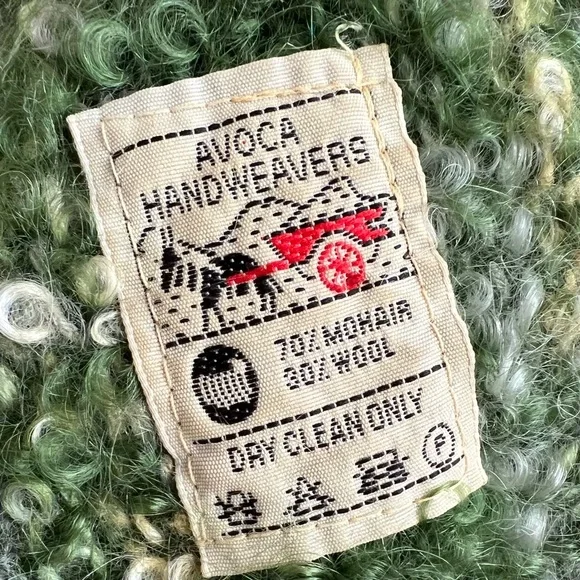 AVOCA
HANDWEAVERS
70% MOHAIR
30% WOOL
DRY CLEAN ONLY
P